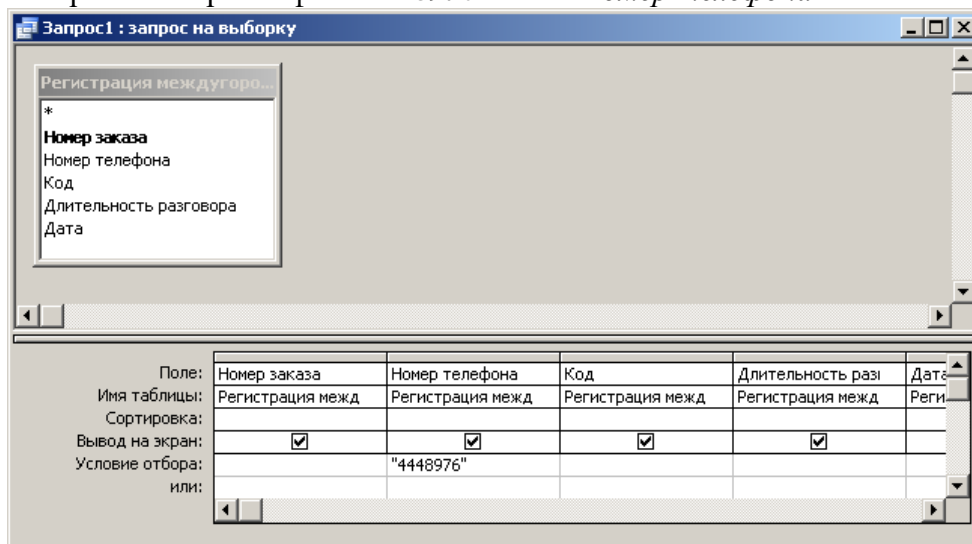 Запрос1 : запрос на выборку
Регистрация междугоро...
*
Номер заказа
Номер телефона
Код
Длительность разговора
Дата
Поле: Номер заказа Номер телефона Код Длительность разг Дата
Имя таблицы: Регистрация межд Регистрация межд Регистрация межд Регистрация межд Реги
Сортировка:
Вывод на экран:
Условие отбора: "4448976"
или: